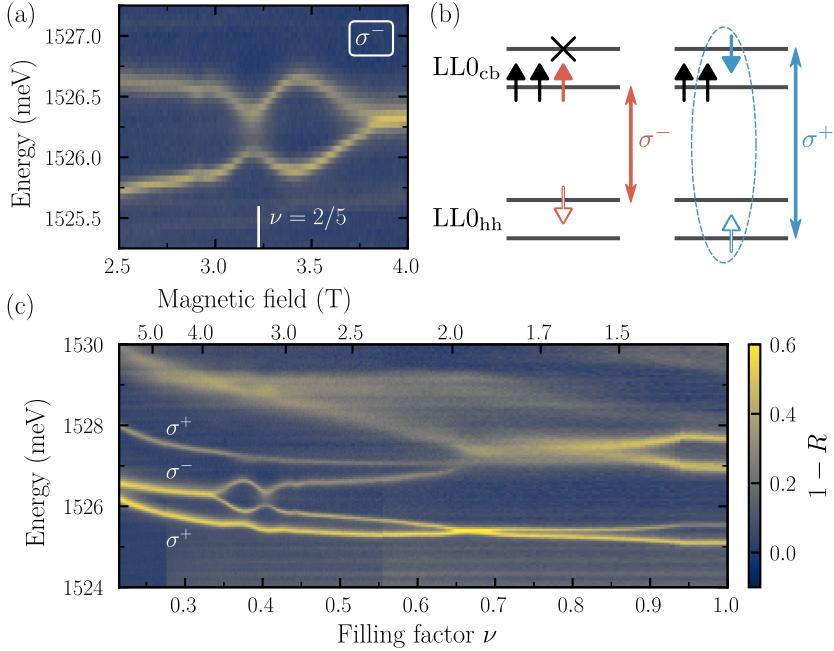 (a)
1527.0
1526.5
1526.0
1525.5
Energy (meV)
σ⁻
ν = 2/5
2.5 3.0 3.5 4.0
Magnetic field (T)
(b)
LL0cb
LL0hh
σ⁻
σ⁺
(c)
5.0 4.0 3.0 2.5 2.0 1.7 1.5
1530
1528
1526
1524
Energy (meV)
σ⁺
σ⁻
σ⁺
0.3 0.4 0.5 0.6 0.7 0.8 0.9 1.0
Filling factor ν
0.6
0.4
0.2
0.0
1 − R